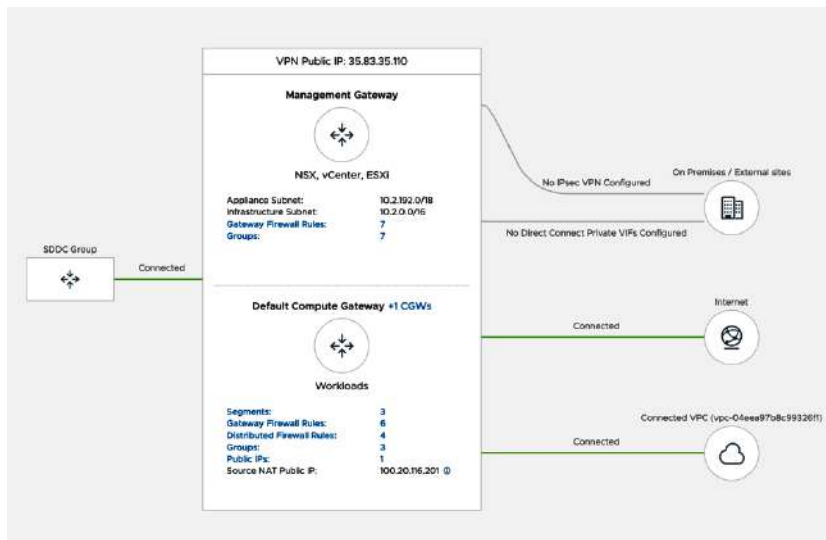 VPN Public IP: 35.83.35.110
Management Gateway
NSX, vCenter, ESXi
Appliance Subnet: 10.2.192.0/18
Infrastructure Subnet: 10.2.0.0/16
Gateway Firewall Rules: 7
Groups: 7
SDDC Group
Connected
Default Compute Gateway +1 CGWs
Workloads
Segments: 3
Gateway Firewall Rules: 6
Distributed Firewall Rules: 4
Groups: 3
Public IPs: 1
Source NAT Public IP: 100.20.116.201
On Premises / External sites
No IPsec VPN Configured
No Direct Connect Private VIFs Configured
Internet
Connected
Connected VPC (vpc-04eea97b8c99326f1)
Connected